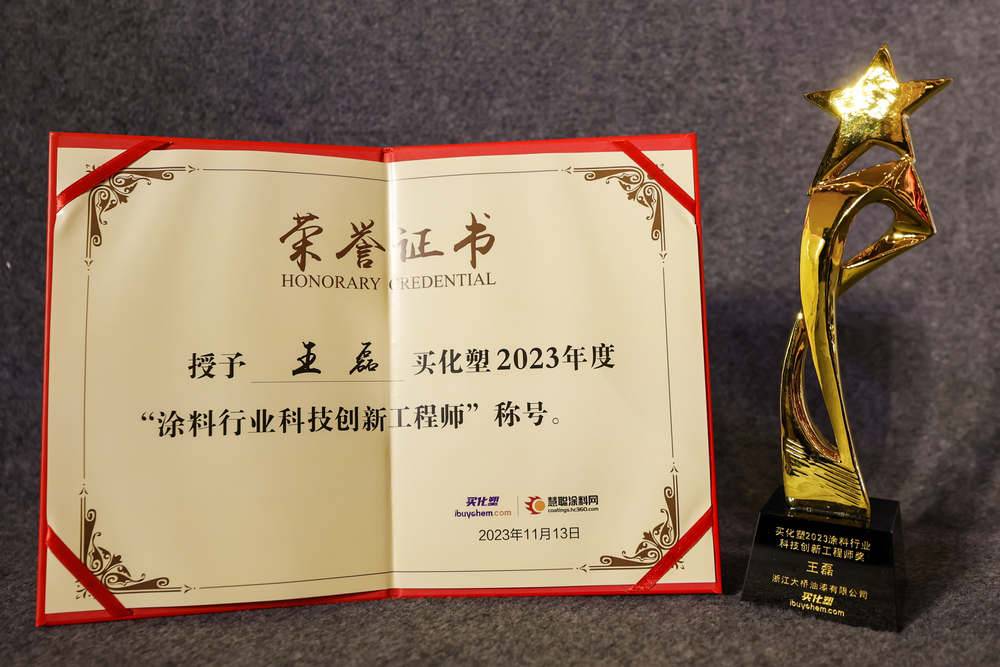 荣誉证书
HONORARY CREDENTIAL
授予 王磊 买化塑2023年度
“涂料行业科技创新工程师”称号。
买化塑
ibuychem.com
慧聪涂料网
coatings.hc360.com
2023年11月13日
买化塑2023涂料行业
科技创新工程师奖
王磊
浙江大桥油漆有限公司
买化塑
ibuychem.com